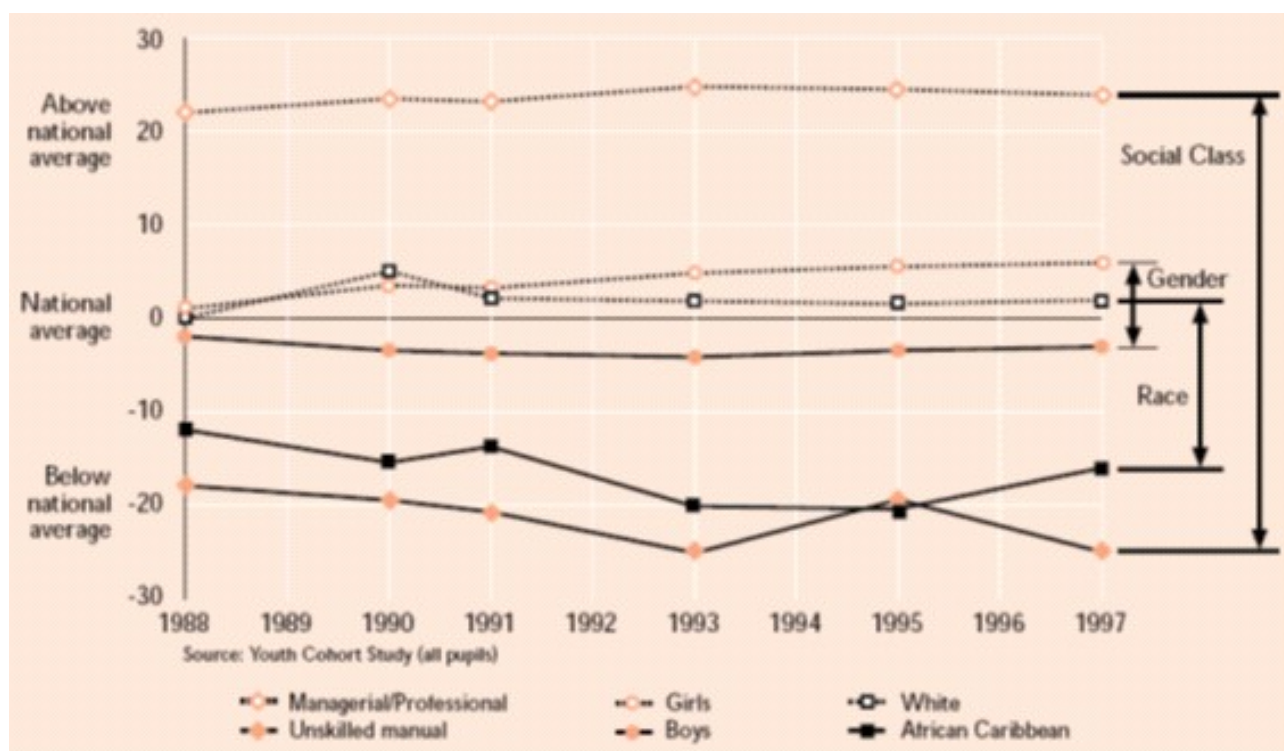 30
Above
national
average
20
Social Class
10
Gender
National
average
0
Race
-10
Below
national
average
-20
-30
1988 1989 1990 1991 1992 1993 1994 1995 1996 1997
Source: Youth Cohort Study (all pupils)
Managerial/Professional Girls White
Unskilled manual Boys African Caribbean